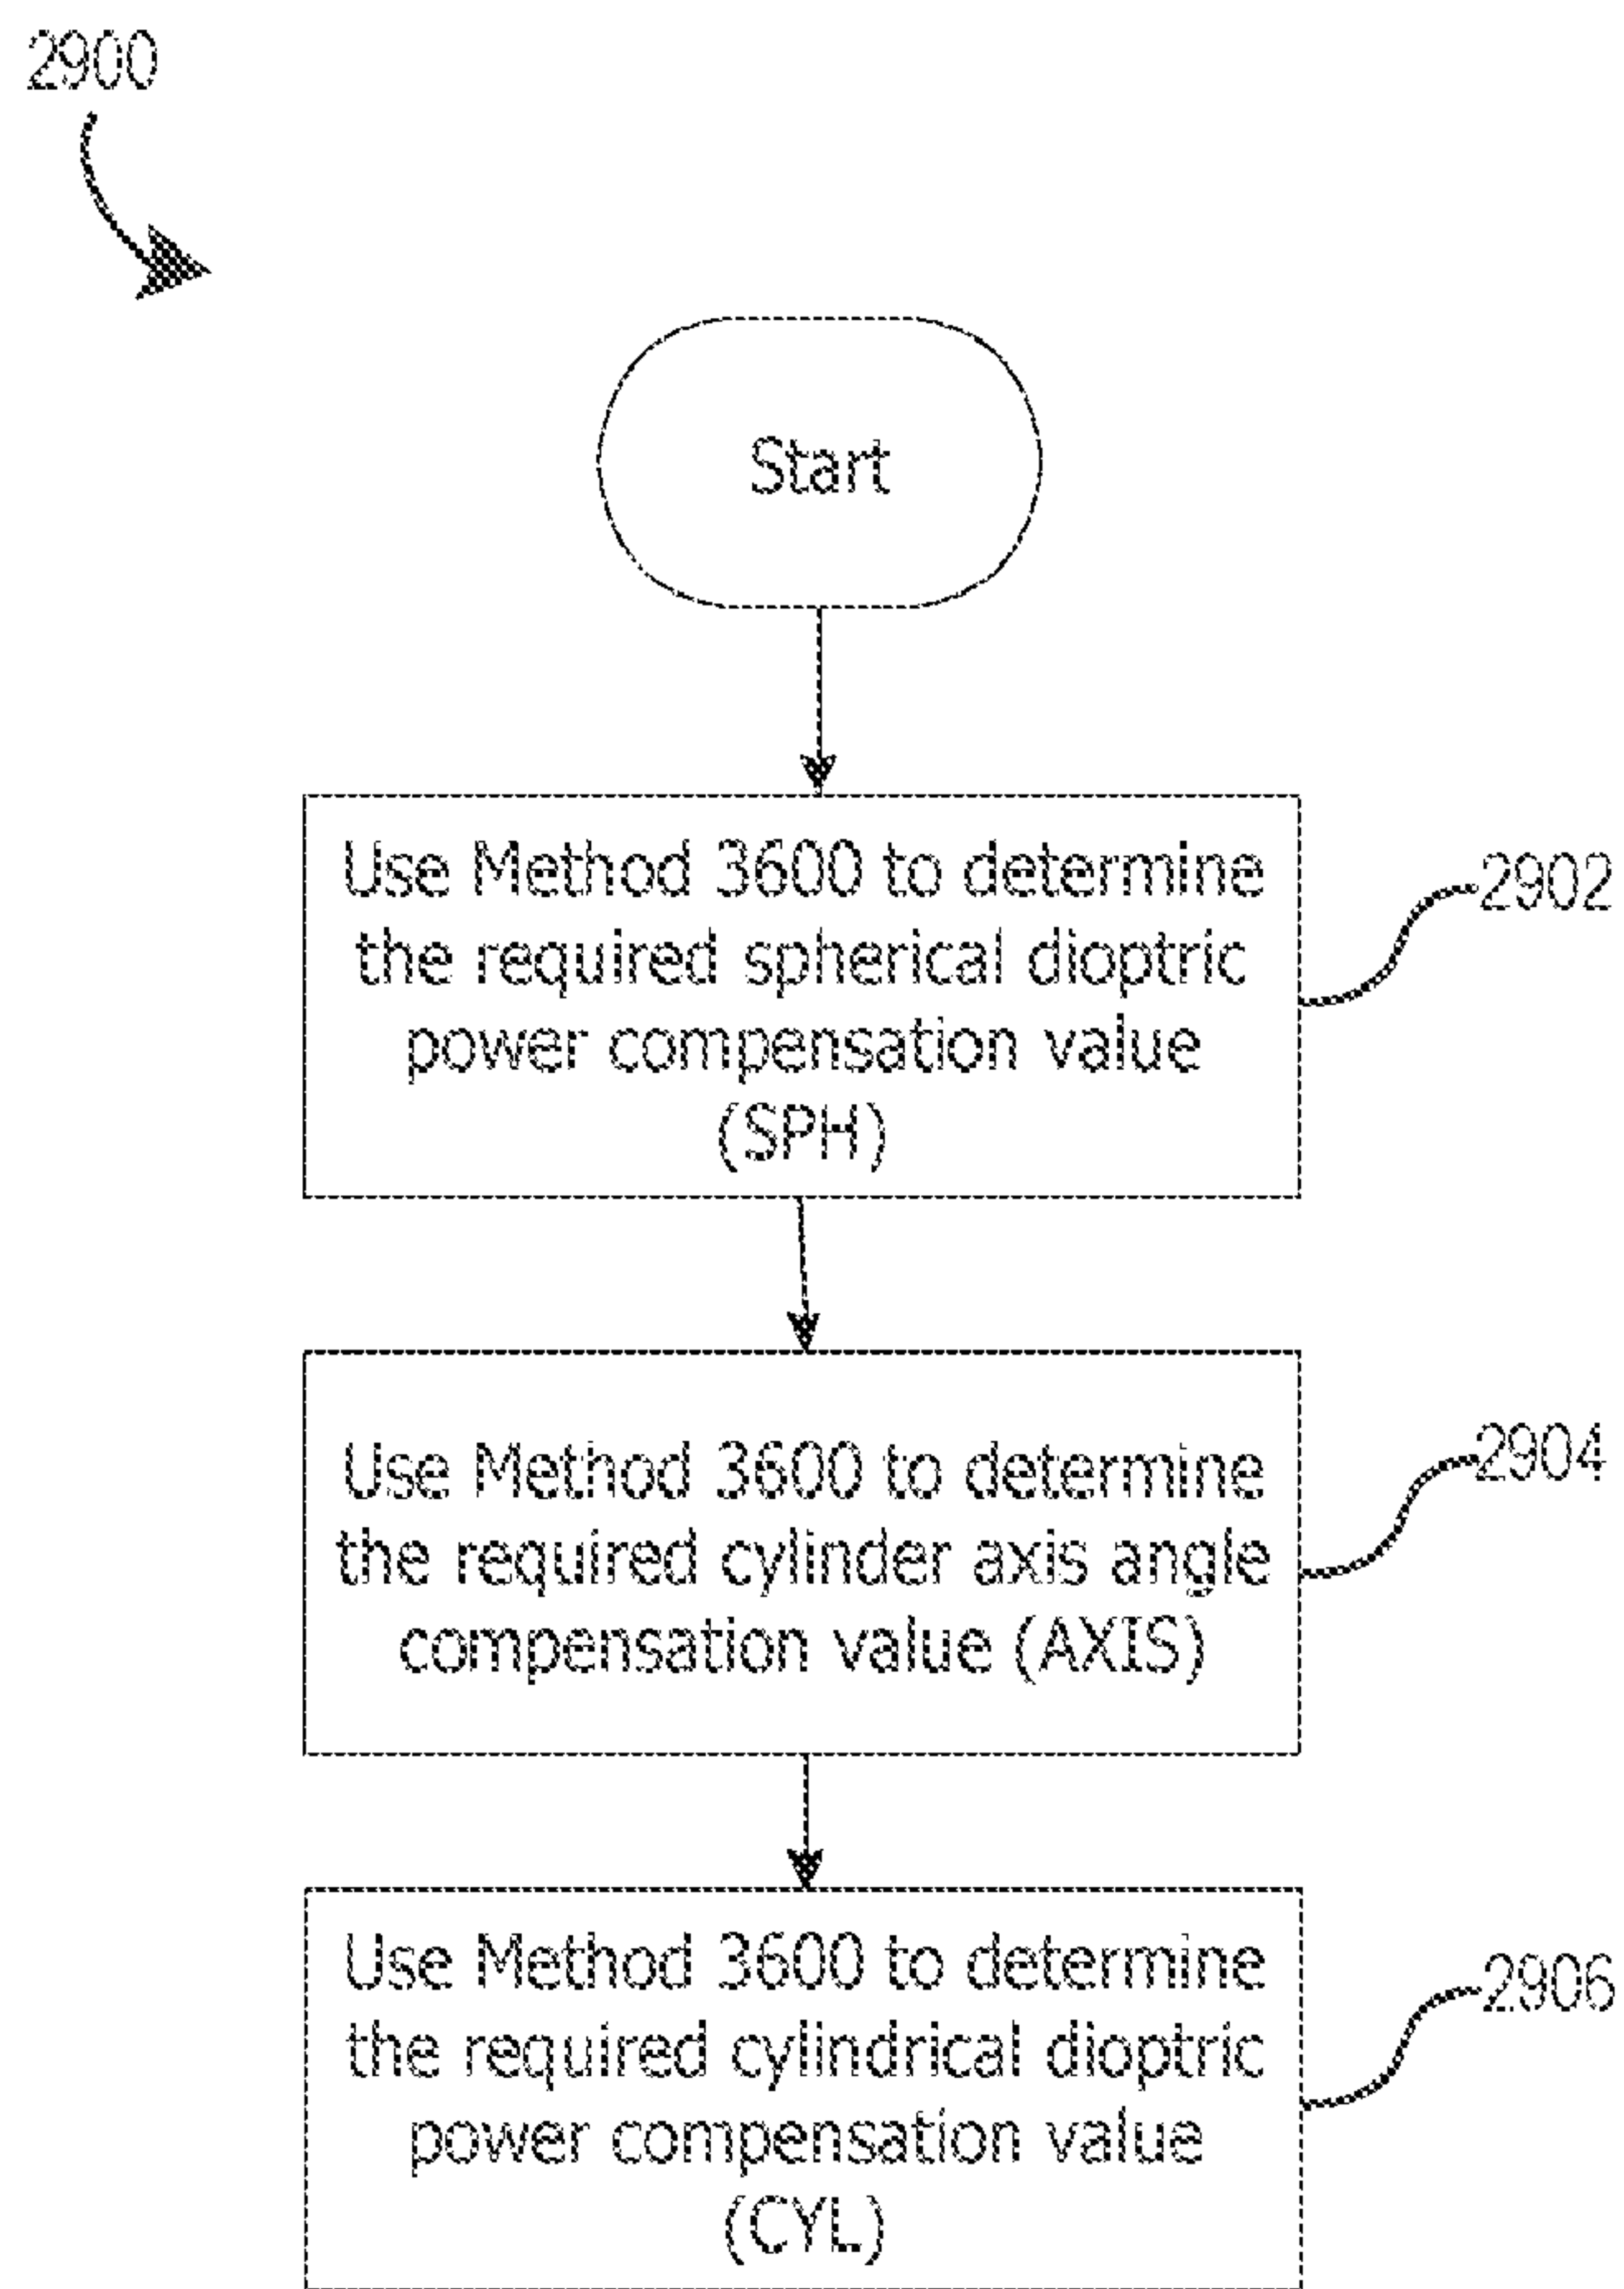 2900
Start
Use Method 3600 to determine
the required spherical dioptric
power compensation value
(SPH)
2902
Use Method 3600 to determine
the required cylinder axis angle
compensation value (AXIS)
2904
Use Method 3600 to determine
the required cylindrical dioptric
power compensation value
(CYL)
2906